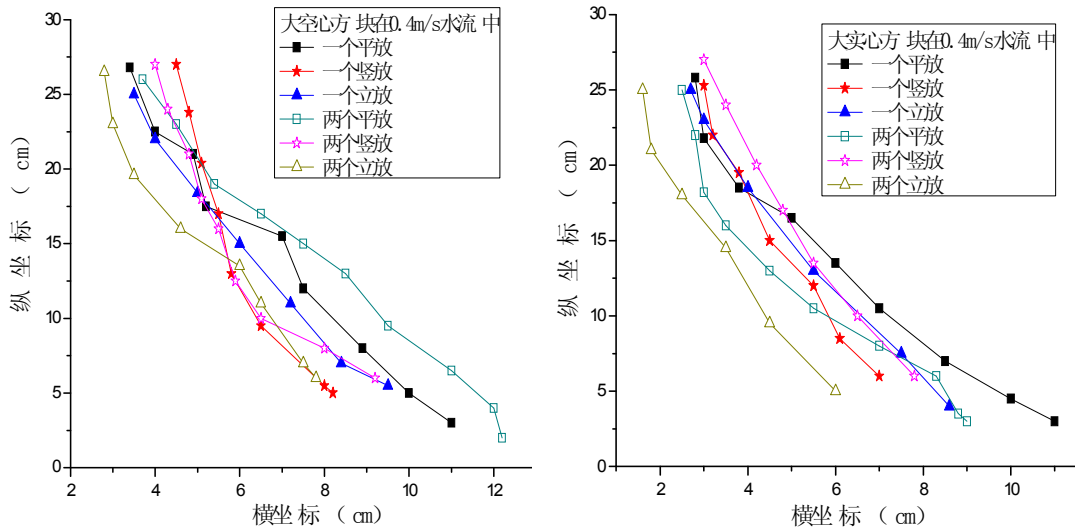 大空心方 块在0.4m/s水流 中
一个平放
一个竖放
一个立放
两个平放
两个竖放
两个立放
30
25
20
15
10
5
0
纵 坐 标 ( cm)
2 4 6 8 10 12
横坐 标 ( cm)
大实心方 块在0.4m/s水流 中
一个平放
一个竖放
一个立放
两个平放
两个竖放
两个立放
30
25
20
15
10
5
0
纵 坐 标 ( cm)
2 4 6 8 10
横坐 标 ( cm)